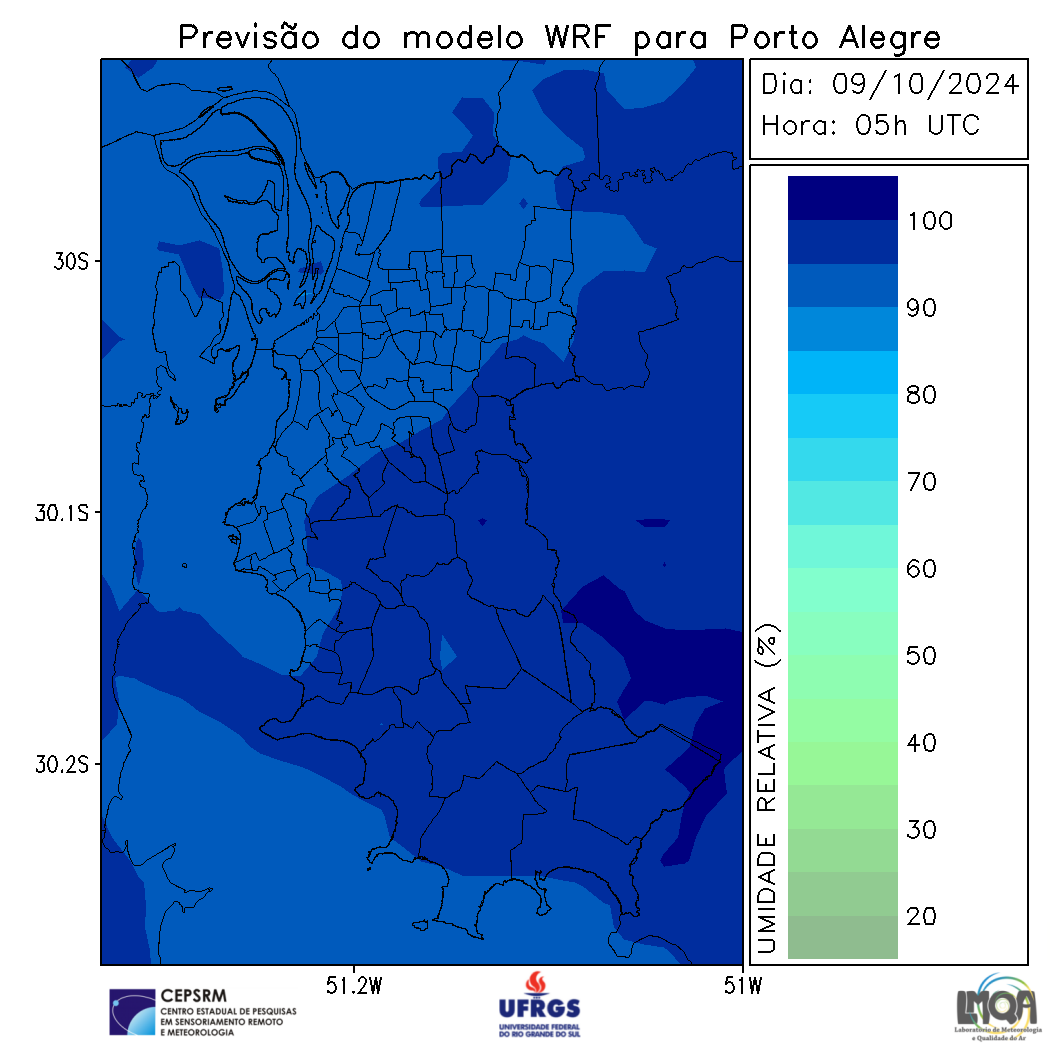 Previsão do modelo WRF para Porto Alegre
Dia: 09/10/2024
Hora: 05h UTC
30S
30.1S
30.2S
51.2W
51W
100
90
80
70
60
50
40
30
20
UMIDADE RELATIVA (%)
CEPSRM
CENTRO ESTADUAL DE PESQUISAS
EM SENSORIAMENTO REMOTO
E METEOROLOGIA
UFRGS
UNIVERSIDADE FEDERAL
DO RIO GRANDE DO SUL
LMQA
Laboratório de Meteorologia
e Qualidade do Ar